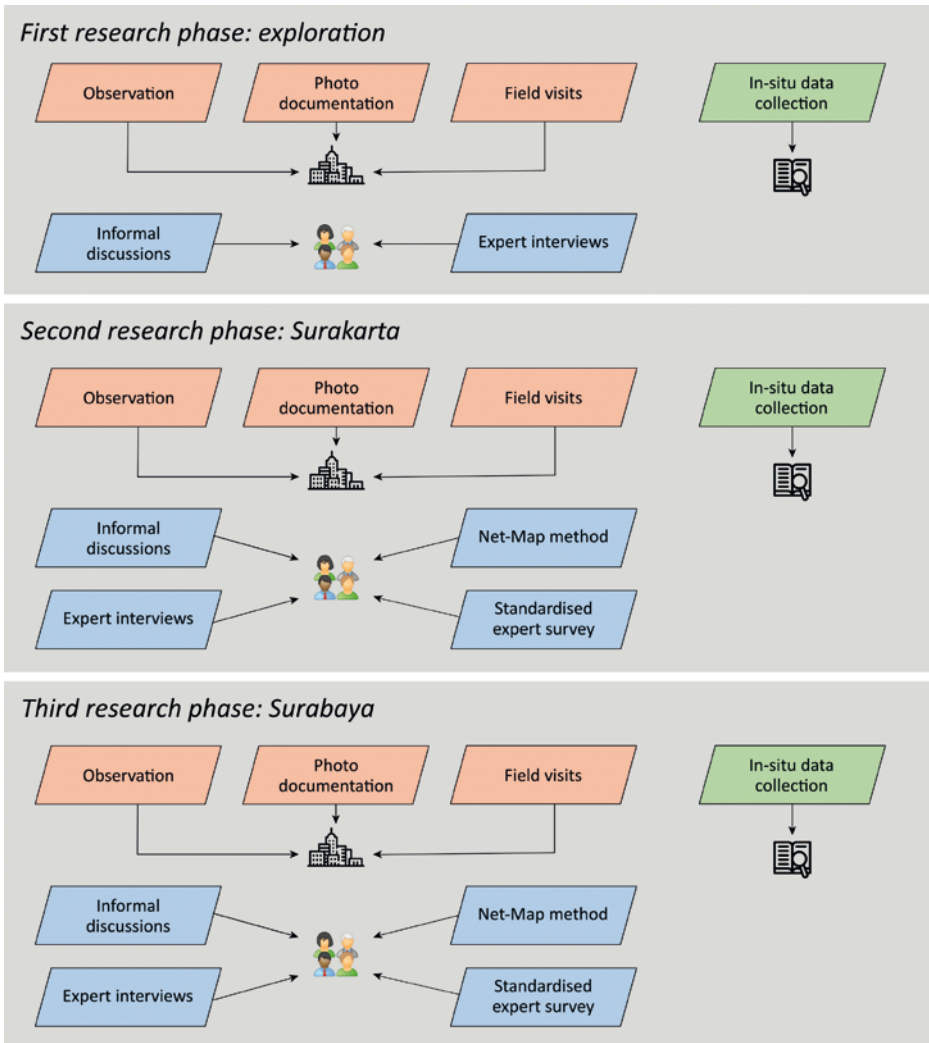 First research phase: exploration
Observation
Photo
documentation
Field visits
In-situ data
collection
Informal
discussions
Expert interviews
Second research phase: Surakarta
Observation
Photo
documentation
Field visits
In-situ data
collection
Informal
discussions
Net-Map method
Expert interviews
Standardised
expert survey
Third research phase: Surabaya
Observation
Photo
documentation
Field visits
In-situ data
collection
Informal
discussions
Net-Map method
Expert interviews
Standardised
expert survey